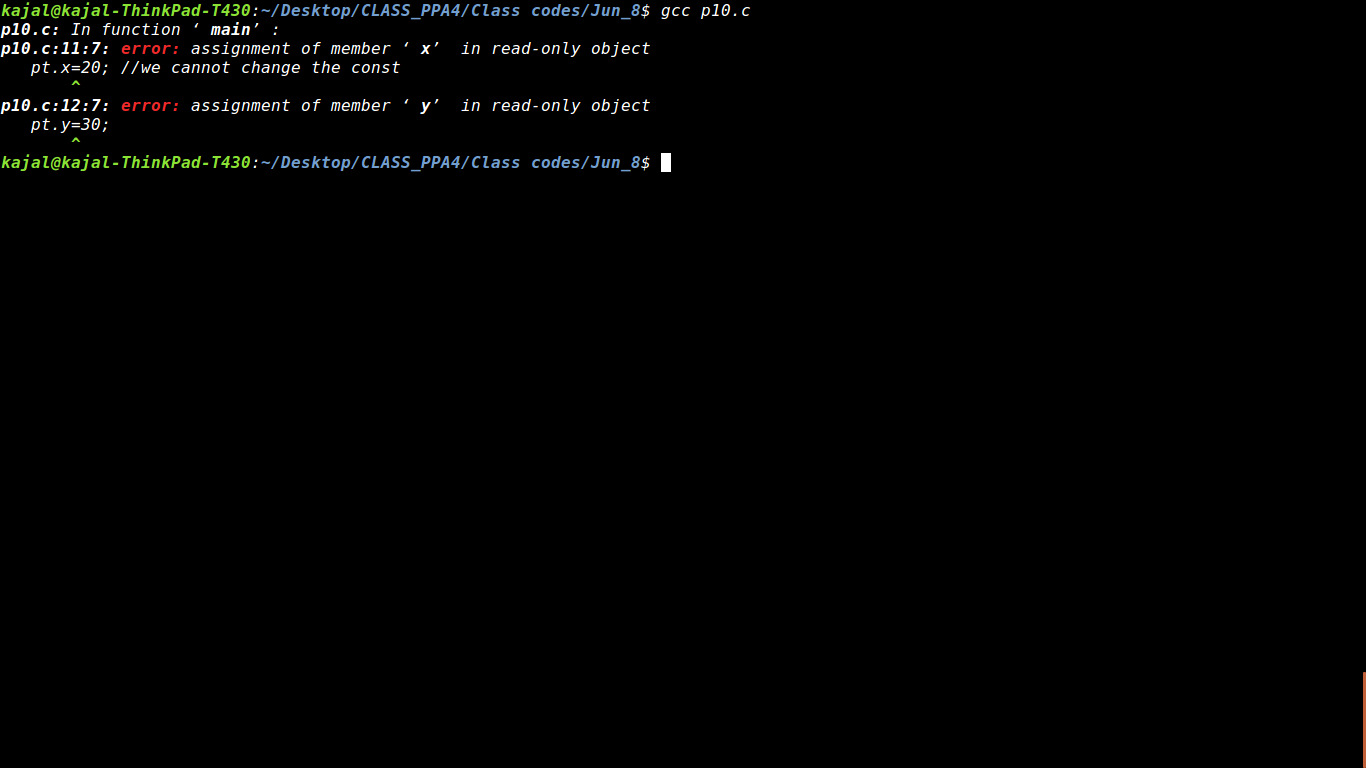 kajal@kajal-ThinkPad-T430:~/Desktop/CLASS_PPA4/Class codes/Jun_8$ gcc p10.c
p10.c: In function ‘ main’ :
p10.c:11:7: error: assignment of member ‘ x’  in read-only object
   pt.x=20; //we cannot change the const
       ^
p10.c:12:7: error: assignment of member ‘ y’  in read-only object
   pt.y=30;
       ^
kajal@kajal-ThinkPad-T430:~/Desktop/CLASS_PPA4/Class codes/Jun_8$